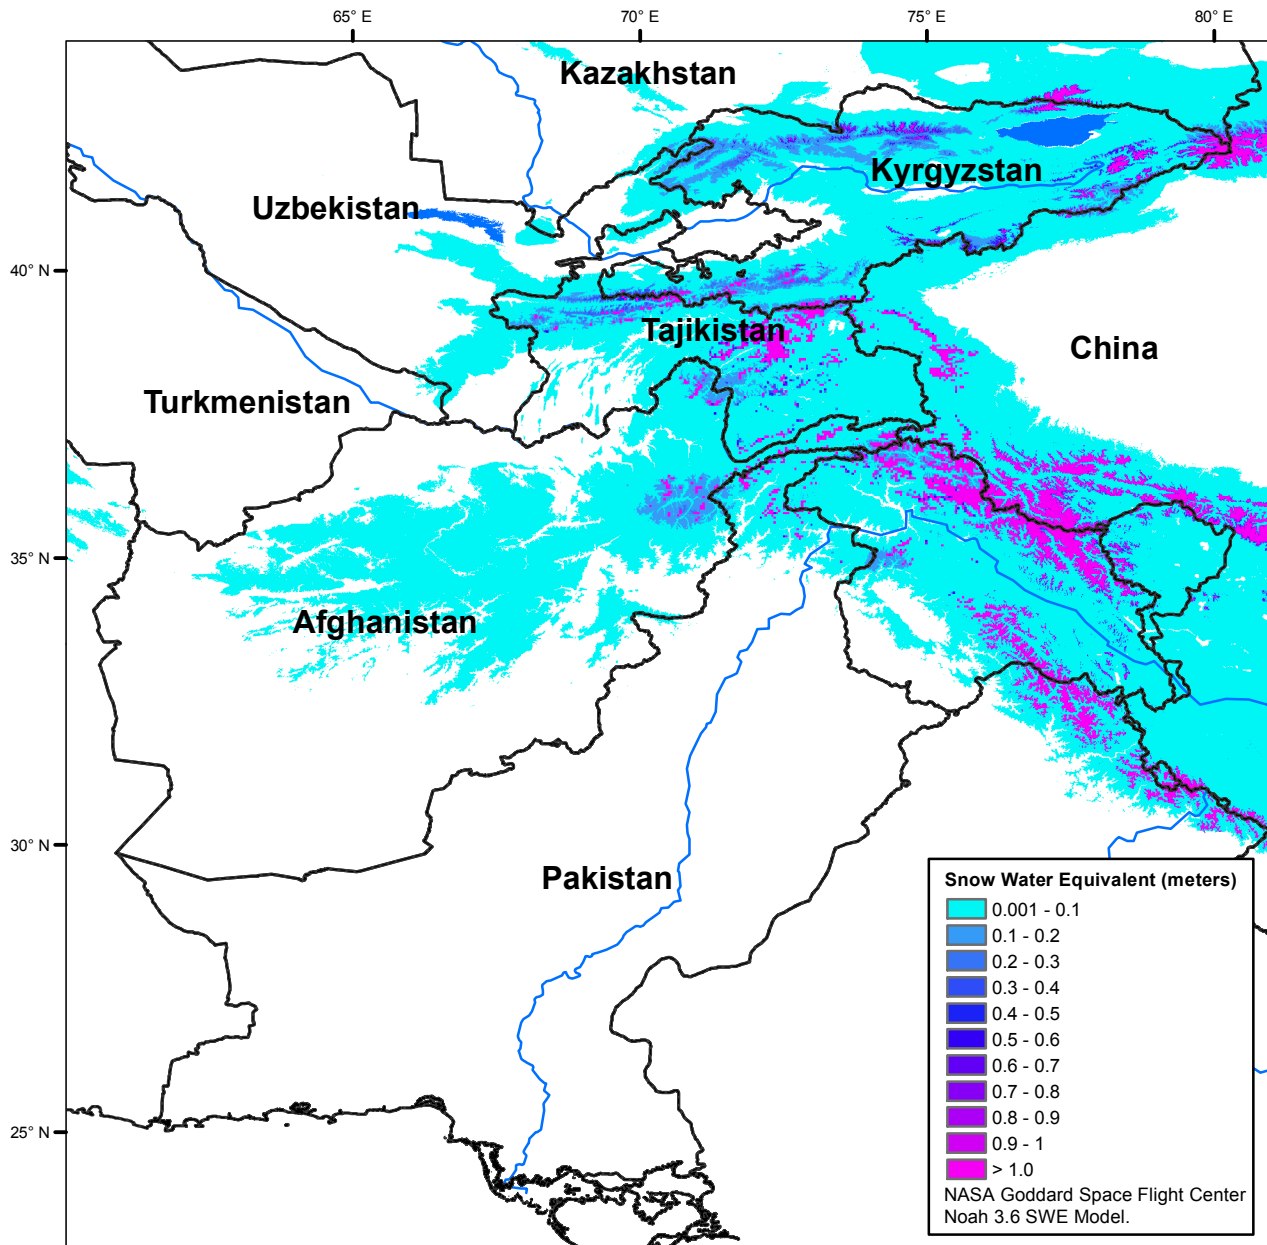 65° E
70° E
75° E
80° E
Kazakhstan
Kyrgyzstan
Uzbekistan
40° N
Tajikistan
China
Turkmenistan
35° N
Afghanistan
30° N
Pakistan
25° N
Snow Water Equivalent (meters)
0.001 - 0.1
0.1 - 0.2
0.2 - 0.3
0.3 - 0.4
0.4 - 0.5
0.5 - 0.6
0.6 - 0.7
0.7 - 0.8
0.8 - 0.9
0.9 - 1
> 1.0
NASA Goddard Space Flight Center
Noah 3.6 SWE Model.